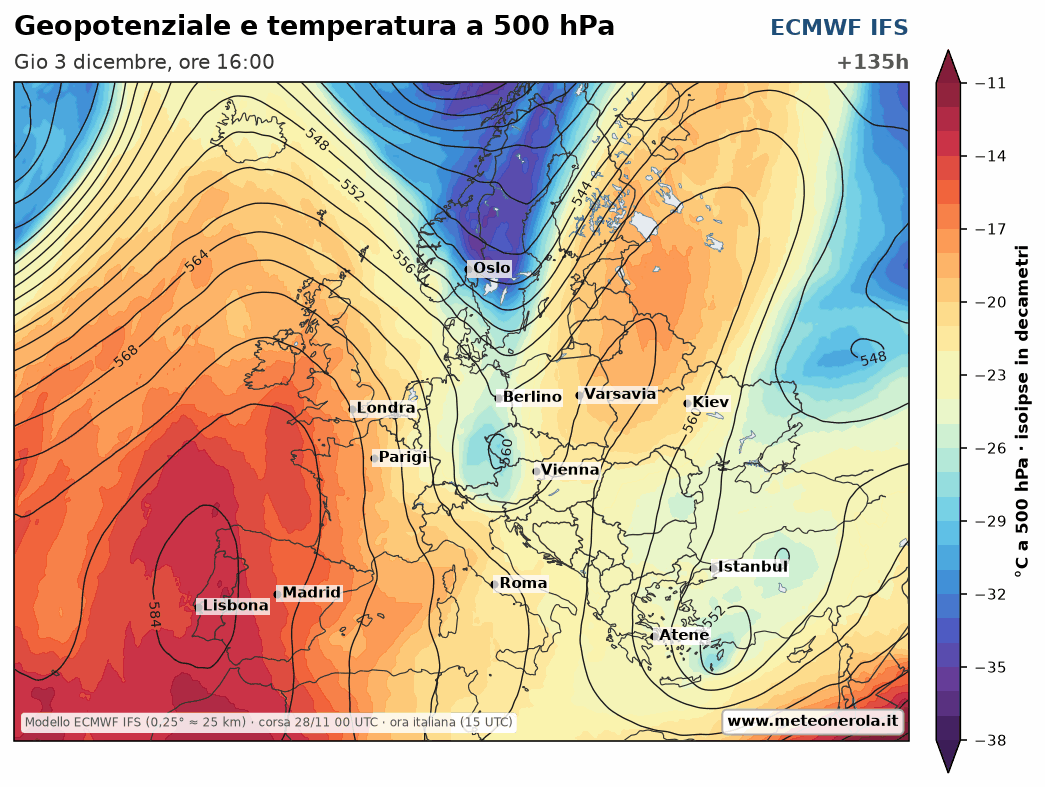 Geopotenziale e temperatura a 500 hPa
ECMWF IFS
Gio 3 dicembre, ore 16:00
+135h
548
552
544
564
556
568
548
560
560
584
552
Oslo
Berlino
Varsavia
Kiev
Londra
Parigi
Vienna
Istanbul
Roma
Madrid
Lisbona
Atene
−11
−14
−17
−20
−23
−26
−29
−32
−35
−38
°C a 500 hPa · isoipse in decametri
Modello ECMWF IFS (0,25° ≈ 25 km) · corsa 28/11 00 UTC · ora italiana (15 UTC)
www.meteonerola.it